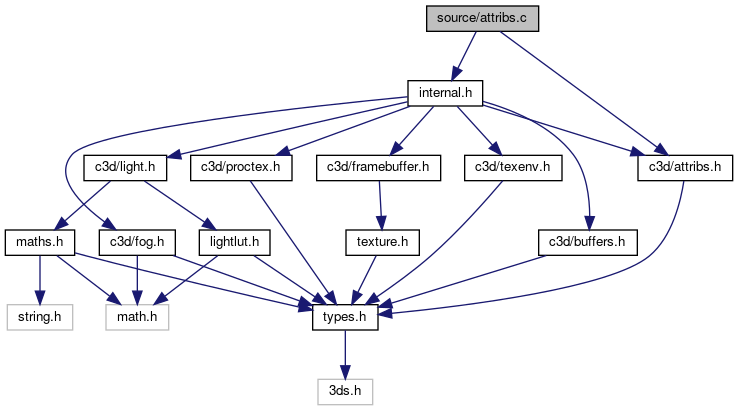 source/attribs.c
internal.h
c3d/light.h
c3d/proctex.h
c3d/framebuffer.h
c3d/texenv.h
c3d/attribs.h
maths.h
c3d/fog.h
lightlut.h
texture.h
c3d/buffers.h
string.h
math.h
types.h
3ds.h